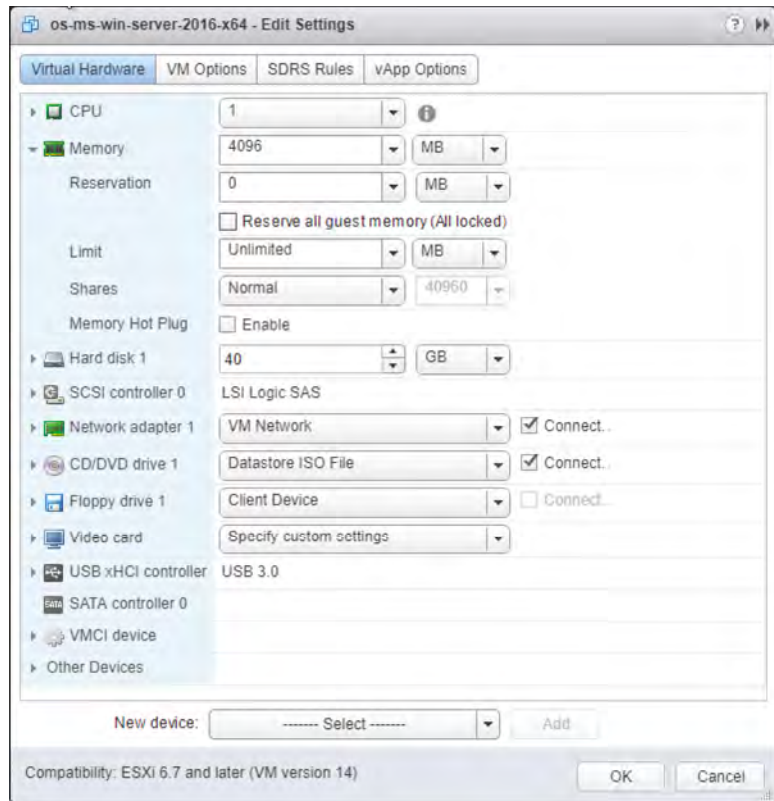 os-ms-win-server-2016-x64 - Edit Settings
Virtual Hardware VM Options SDRS Rules vApp Options
CPU 1
Memory 4096 MB
Reservation 0 MB
Reserve all guest memory (All locked)
Limit Unlimited MB
Shares Normal 40960
Memory Hot Plug Enable
Hard disk 1 40 GB
SCSI controller 0 LSI Logic SAS
Network adapter 1 VM Network Connect..
CD/DVD drive 1 Datastore ISO File Connect..
Floppy drive 1 Client Device Connect..
Video card Specify custom settings
USB xHCI controller USB 3.0
SATA SATA controller 0
VMCI device
Other Devices
New device: ------- Select ------- Add
Compatibility: ESXi 6.7 and later (VM version 14) OK Cancel